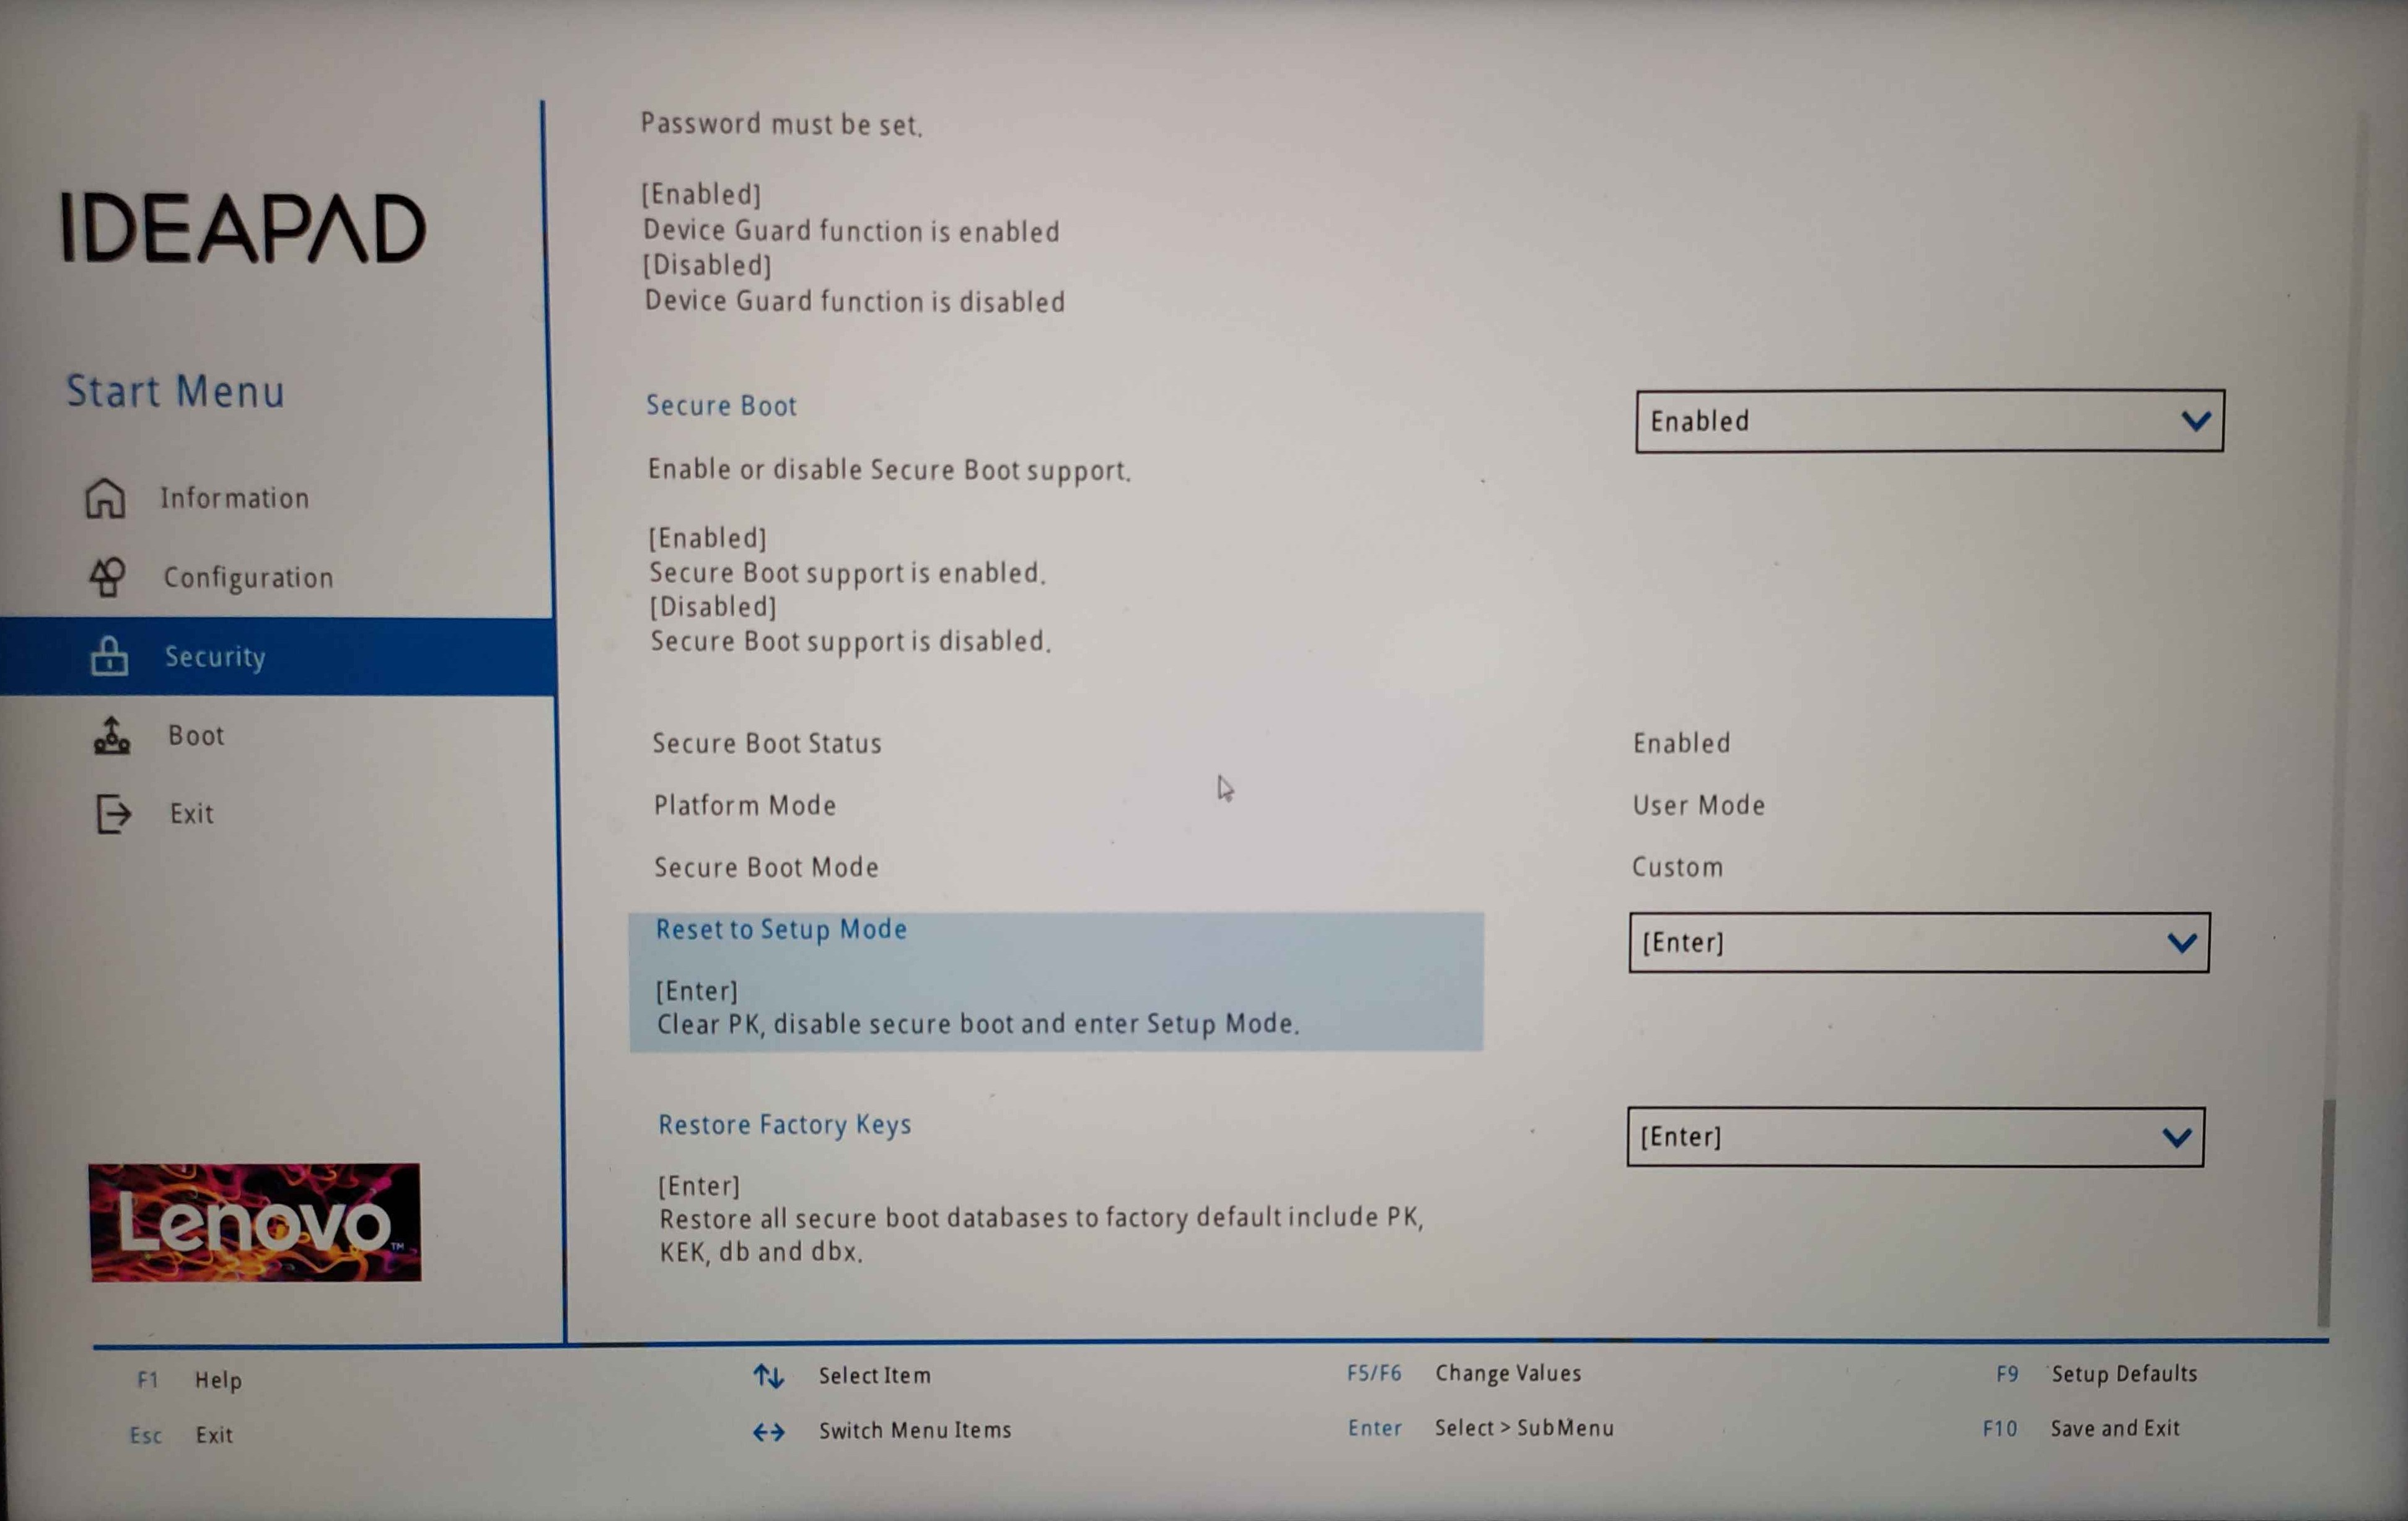 IDEAPAD
Start Menu
Information
Configuration
Security
Boot
Exit
Lenovo™
Password must be set.
[Enabled]
Device Guard function is enabled
[Disabled]
Device Guard function is disabled
Secure Boot
Enabled
Enable or disable Secure Boot support.
[Enabled]
Secure Boot support is enabled.
[Disabled]
Secure Boot support is disabled.
Secure Boot Status Enabled
Platform Mode User Mode
Secure Boot Mode Custom
Reset to Setup Mode
[Enter]
[Enter]
Clear PK, disable secure boot and enter Setup Mode.
Restore Factory Keys
[Enter]
[Enter]
Restore all secure boot databases to factory default include PK,
KEK, db and dbx.
F1 Help ↑↓ Select Item F5/F6 Change Values F9 Setup Defaults
Esc Exit ↔ Switch Menu Items Enter Select > SubMenu F10 Save and Exit